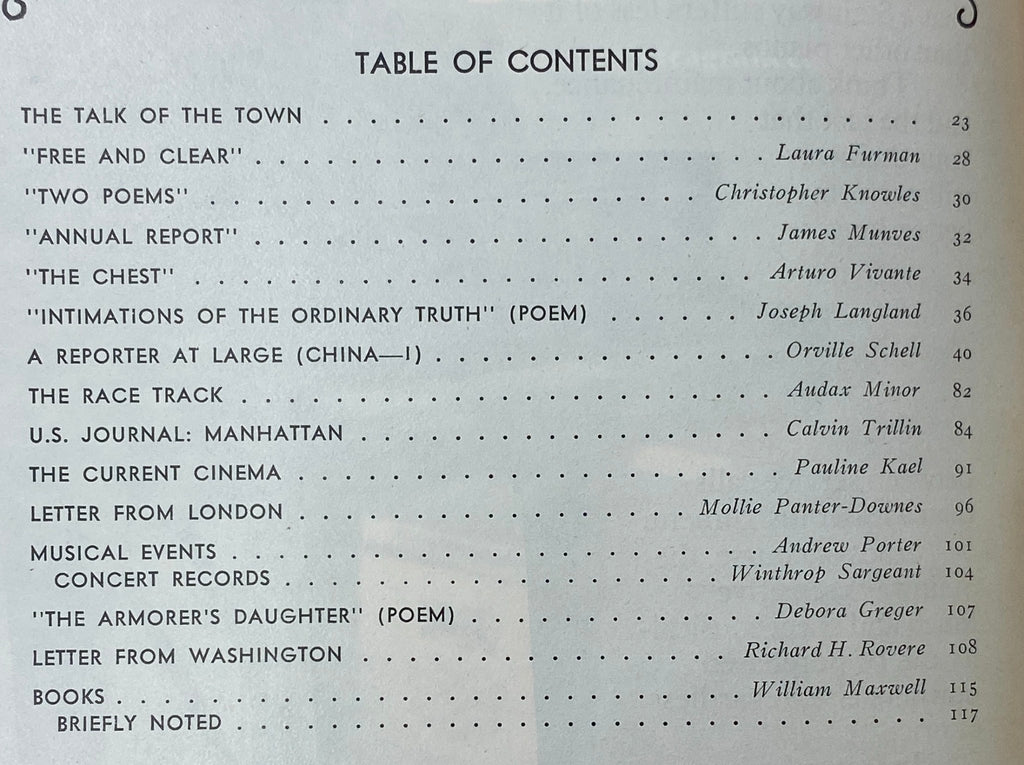 TABLE OF CONTENTS
THE TALK OF THE TOWN . . . . . . . . . . . . . . . . . . . . . . . . . . 23
"FREE AND CLEAR" . . . . . . . . . . . . . . . . . . . . . . Laura Furman 28
"TWO POEMS" . . . . . . . . . . . . . . . . . . . . . Christopher Knowles 30
"ANNUAL REPORT" . . . . . . . . . . . . . . . . . . . . . . James Munves 32
"THE CHEST" . . . . . . . . . . . . . . . . . . . . . . . . Arturo Vivante 34
"INTIMATIONS OF THE ORDINARY TRUTH" (POEM) . . . . . . Joseph Langland 36
A REPORTER AT LARGE (CHINA—I) . . . . . . . . . . . . . . . Orville Schell 40
THE RACE TRACK . . . . . . . . . . . . . . . . . . . . . . . Audax Minor 82
U.S. JOURNAL: MANHATTAN . . . . . . . . . . . . . . . . . . Calvin Trillin 84
THE CURRENT CINEMA . . . . . . . . . . . . . . . . . . . . . Pauline Kael 91
LETTER FROM LONDON . . . . . . . . . . . . . . . . . Mollie Panter-Downes 96
MUSICAL EVENTS . . . . . . . . . . . . . . . . . . . . . . . Andrew Porter 101
CONCERT RECORDS . . . . . . . . . . . . . . . . . . . Winthrop Sargeant 104
"THE ARMORER'S DAUGHTER" (POEM) . . . . . . . . . . . . . Debora Greger 107
LETTER FROM WASHINGTON . . . . . . . . . . . . . . . . Richard H. Rovere 108
BOOKS . . . . . . . . . . . . . . . . . . . . . . . . . . William Maxwell 115
BRIEFLY NOTED . . . . . . . . . . . . . . . . . . . . . . . . . . . . . . 117